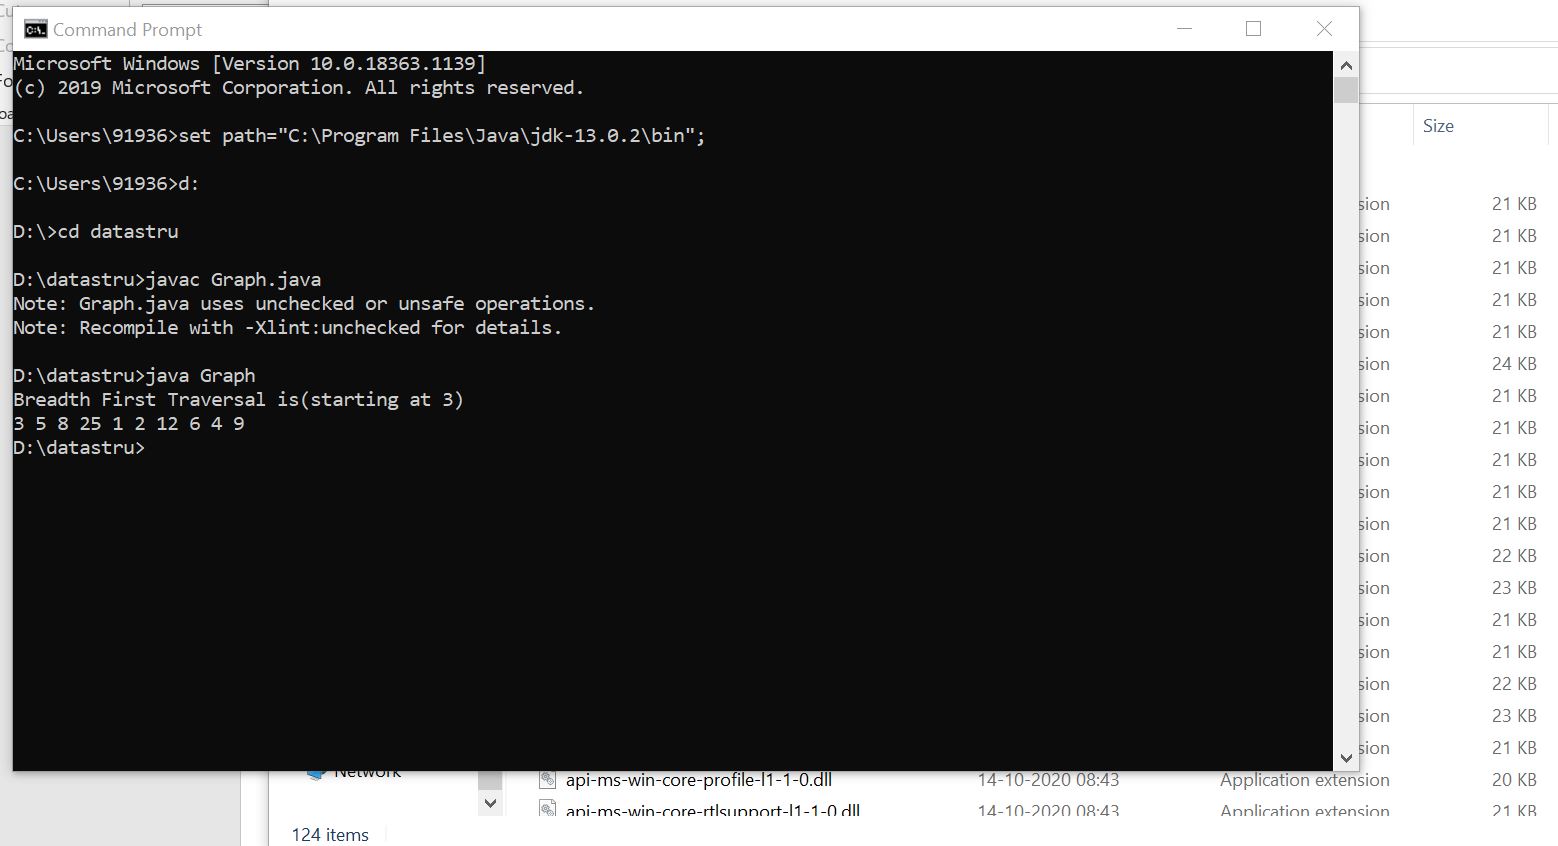 Command Prompt
Microsoft Windows [Version 10.0.18363.1139]
(c) 2019 Microsoft Corporation. All rights reserved.
C:\Users\91936>set path="C:\Program Files\Java\jdk-13.0.2\bin";
C:\Users\91936>d:
D:\>cd datastru
D:\datastru>javac Graph.java
Note: Graph.java uses unchecked or unsafe operations.
Note: Recompile with -Xlint:unchecked for details.
D:\datastru>java Graph
Breadth First Traversal is(starting at 3)
3 5 8 25 1 2 12 6 4 9
D:\datastru>
Size
sion 21 KB
sion 21 KB
sion 21 KB
sion 21 KB
sion 21 KB
sion 24 KB
sion 21 KB
sion 21 KB
sion 21 KB
sion 21 KB
sion 21 KB
sion 22 KB
sion 23 KB
sion 21 KB
sion 21 KB
sion 22 KB
sion 23 KB
sion 21 KB
Network
api-ms-win-core-profile-l1-1-0.dll 14-10-2020 08:43 Application extension 20 KB
api-ms-win-core-rtlsupport-l1-1-0.dll 14-10-2020 08:43 Application extension 21 KB
124 items